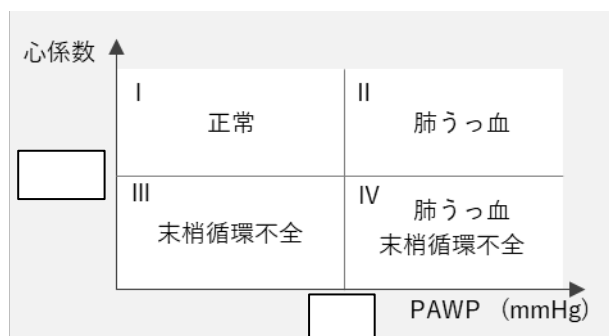 心係数
I
正常
II
肺うっ血
III
末梢循環不全
IV
肺うっ血
末梢循環不全
PAWP (mmHg)